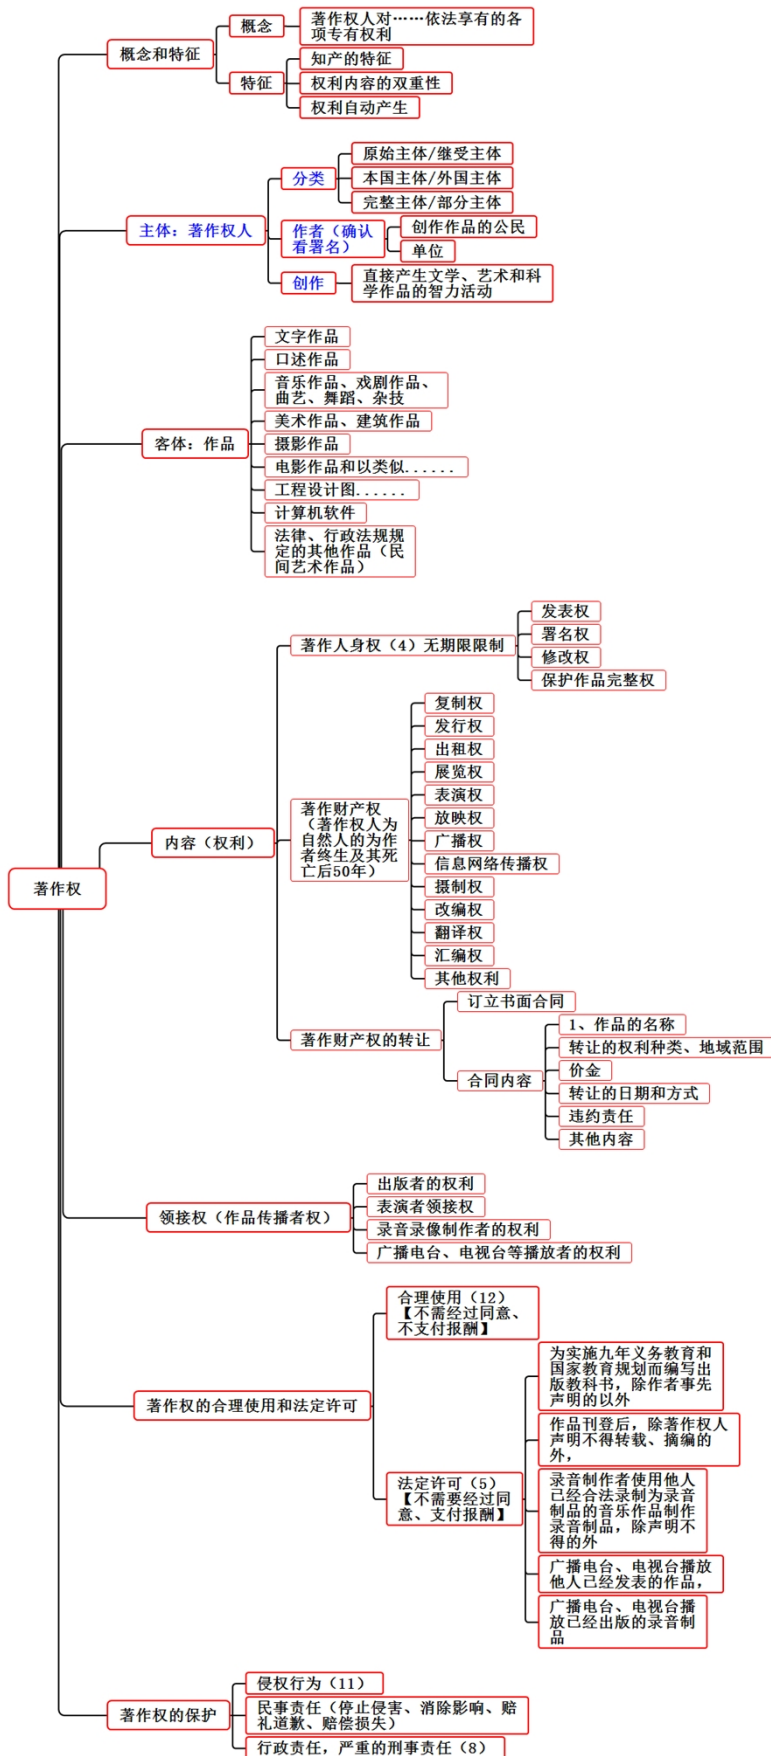 著作权
概念和特征
概念
著作权人对······依法享有的各
项专有权利
特征
知产的特征
权利内容的双重性
权利自动产生
主体：著作权人
分类
原始主体/继受主体
本国主体/外国主体
完整主体/部分主体
作者（确认
看署名）
创作作品的公民
单位
创作
直接产生文学、艺术和科
学作品的智力活动
客体：作品
文字作品
口述作品
音乐作品、戏剧作品、
曲艺、舞蹈、杂技
美术作品、建筑作品
摄影作品
电影作品和以类似......
工程设计图......
计算机软件
法律、行政法规规
定的其他作品（民
间艺术作品）
内容（权利）
著作人身权（4）无期限限制
发表权
署名权
修改权
保护作品完整权
著作财产权
（著作权人为
自然人的为作
者终生及其死
亡后50年）
复制权
发行权
出租权
展览权
表演权
放映权
广播权
信息网络传播权
摄制权
改编权
翻译权
汇编权
其他权利
著作财产权的转让
订立书面合同
合同内容
1、作品的名称
转让的权利种类、地域范围
价金
转让的日期和方式
违约责任
其他内容
领接权（作品传播者权）
出版者的权利
表演者领接权
录音录像制作者的权利
广播电台、电视台等播放者的权利
著作权的合理使用和法定许可
合理使用（12）
【不需经过同意、
不支付报酬】
法定许可（5）
【不需要经过同
意、支付报酬】
为实施九年义务教育和
国家教育规划而编写出
版教科书，除作者事先
声明的以外
作品刊登后，除著作权人
声明不得转载、摘编的
外，
录音制作者使用他人
已经合法录制为录音
制品的音乐作品制作
录音制品，除声明不
得的外
广播电台、电视台播放
他人已经发表的作品，
广播电台、电视台播
放已经出版的录音制
品
著作权的保护
侵权行为（11）
民事责任（停止侵害、消除影响、赔
礼道歉、赔偿损失）
行政责任，严重的刑事责任（8）